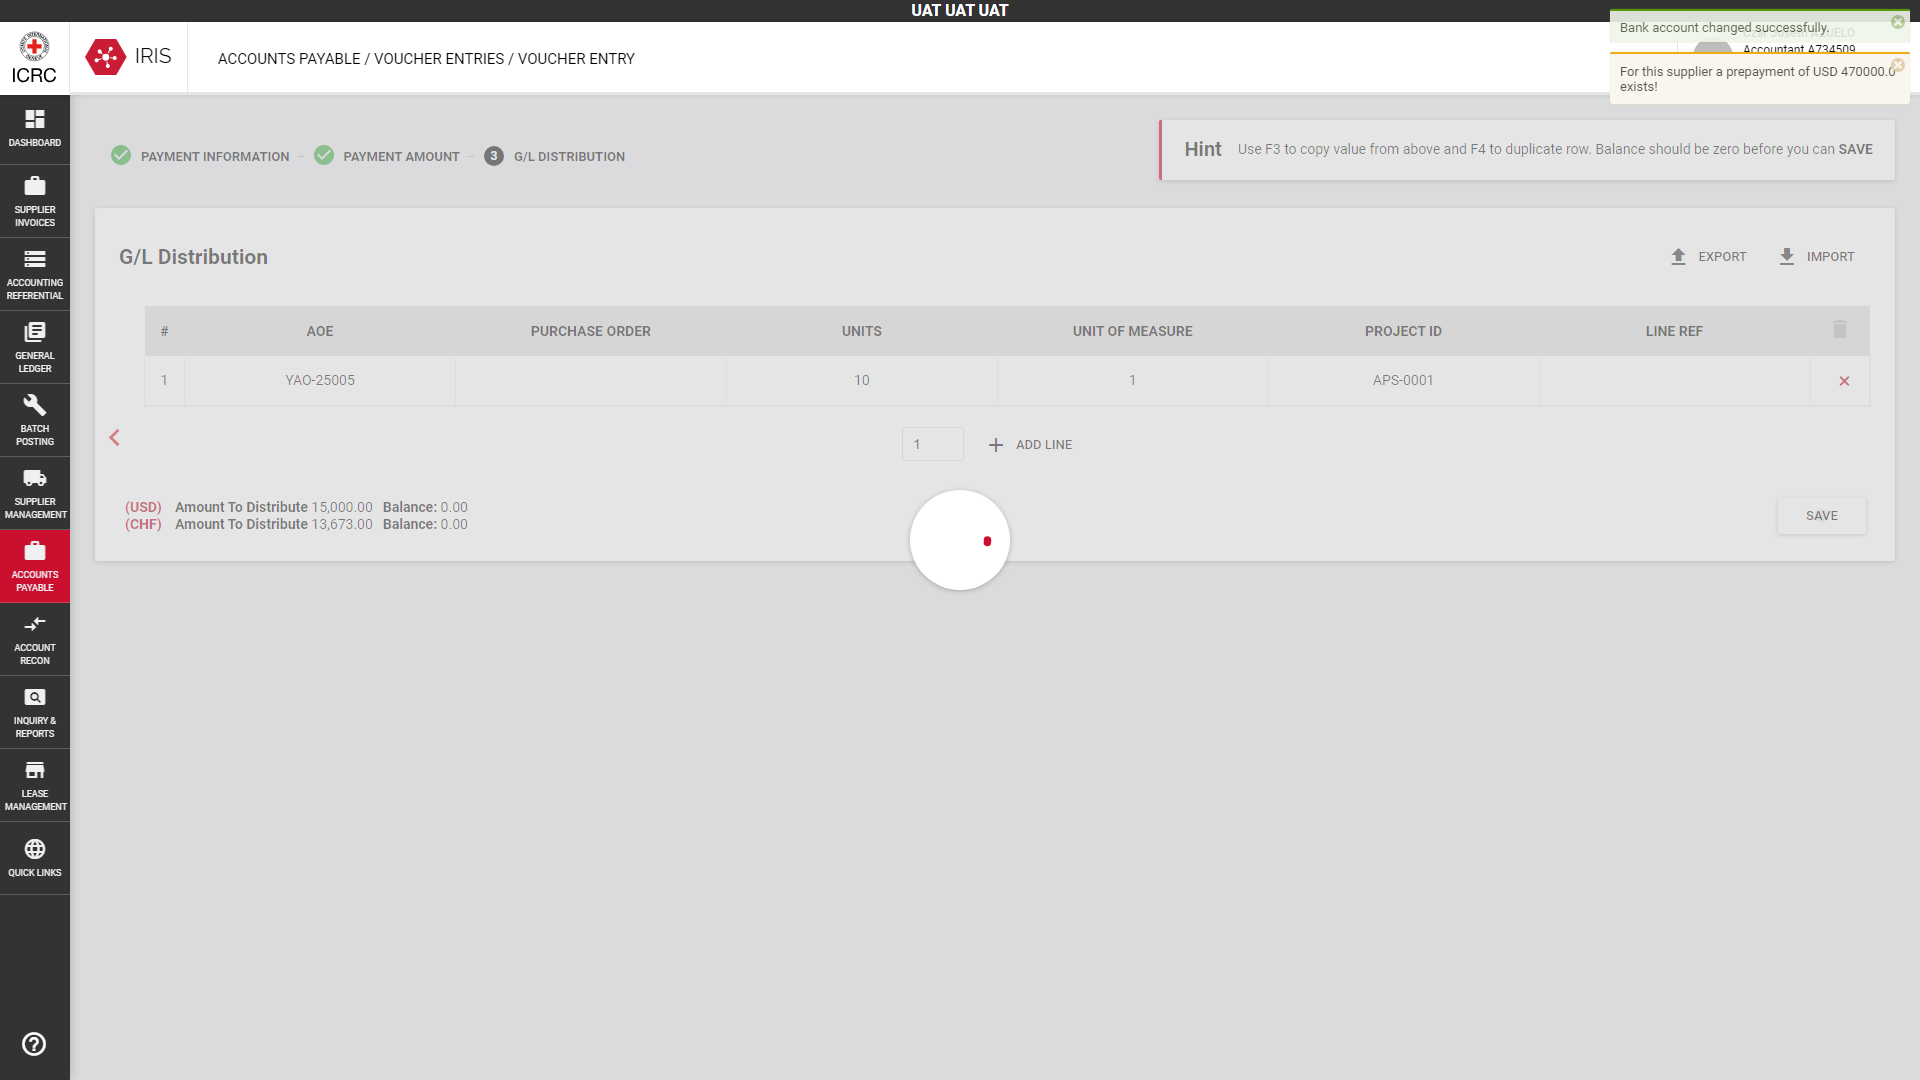 UAT UAT UAT
ICRC
IRIS
ACCOUNTS PAYABLE / VOUCHER ENTRIES / VOUCHER ENTRY
Bank account changed successfully.
Accountant A734509
For this supplier a prepayment of USD 470000.0
exists!
DASHBOARD
SUPPLIER
INVOICES
ACCOUNTING
REFERENTIAL
GENERAL
LEDGER
BATCH
POSTING
SUPPLIER
MANAGEMENT
ACCOUNTS
PAYABLE
ACCOUNT
RECON
INQUIRY &
REPORTS
LEASE
MANAGEMENT
QUICK LINKS
PAYMENT INFORMATION
PAYMENT AMOUNT
3 G/L DISTRIBUTION
Hint Use F3 to copy value from above and F4 to duplicate row. Balance should be zero before you can SAVE
G/L Distribution
EXPORT
IMPORT
# AOE PURCHASE ORDER UNITS UNIT OF MEASURE PROJECT ID LINE REF
1 YAO-25005 10 1 APS-0001
1 ADD LINE
(USD) Amount To Distribute 15,000.00 Balance: 0.00
(CHF) Amount To Distribute 13,673.00 Balance: 0.00
SAVE